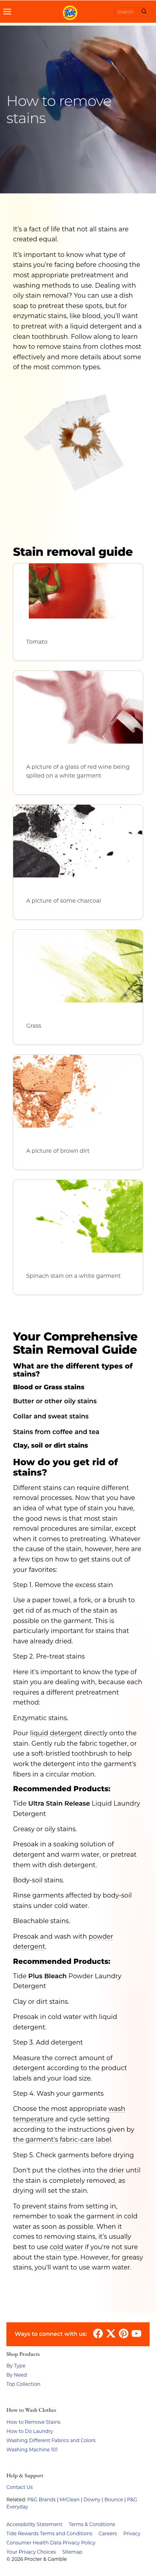 Tide
Search
How to remove
stains
It's a fact of life that not all stains are
created equal.
It's important to know what type of
stains you're facing before choosing the
most appropriate pretreatment and
washing methods to use. Dealing with
oily stain removal? You can use a dish
soap to pretreat these spots, but for
enzymatic stains, like blood, you'll want
to pretreat with a liquid detergent and a
clean toothbrush. Follow along to learn
how to remove stains from clothes most
effectively and more details about some
of the most common types.
Stain removal guide
Tomato
A picture of a glass of red wine being
spilled on a white garment
A picture of some charcoal
Grass
A picture of brown dirt
Spinach stain on a white garment
Your Comprehensive
Stain Removal Guide
What are the different types of
stains?
Blood or Grass stains
Butter or other oily stains
Collar and sweat stains
Stains from coffee and tea
Clay, soil or dirt stains
How do you get rid of
stains?
Different stains can require different
removal processes. Now that you have
an idea of what type of stain you have,
the good news is that most stain
removal procedures are similar, except
when it comes to pretreating. Whatever
the cause of the stain, however, here are
a few tips on how to get stains out of
your favorites:
Step 1. Remove the excess stain
Use a paper towel, a fork, or a brush to
get rid of as much of the stain as
possible on the garment. This is
particularly important for stains that
have already dried.
Step 2. Pre-treat stains
Here it's important to know the type of
stain you are dealing with, because each
requires a different pretreatment
method:
Enzymatic stains.
Pour liquid detergent directly onto the
stain. Gently rub the fabric together, or
use a soft-bristled toothbrush to help
work the detergent into the garment's
fibers in a circular motion.
Recommended Products:
Tide Ultra Stain Release Liquid Laundry
Detergent
Greasy or oily stains.
Presoak in a soaking solution of
detergent and warm water, or pretreat
them with dish detergent.
Body-soil stains.
Rinse garments affected by body-soil
stains under cold water.
Bleachable stains.
Presoak and wash with powder
detergent.
Recommended Products:
Tide Plus Bleach Powder Laundry
Detergent
Clay or dirt stains.
Presoak in cold water with liquid
detergent.
Step 3. Add detergent
Measure the correct amount of
detergent according to the product
labels and your load size.
Step 4. Wash your garments
Choose the most appropriate wash
temperature and cycle setting
according to the instructions given by
the garment's fabric-care label.
Step 5. Check garments before drying
Don't put the clothes into the drier until
the stain is completely removed, as
drying will set the stain.
To prevent stains from setting in,
remember to soak the garment in cold
water as soon as possible. When it
comes to removing stains, it's usually
best to use cold water if you're not sure
about the stain type. However, for greasy
stains, you'll want to use warm water.
Ways to connect with us:
Shop Products
By Type
By Need
Top Collection
How to Wash Clothes
How to Remove Stains
How to Do Laundry
Washing Different Fabrics and Colors
Washing Machine 101
Help & Support
Contact Us
Related: P&G Brands | MrClean | Downy | Bounce | P&G
Everyday
Accessibility Statement Terms & Conditions
Tide Rewards Terms and Conditions Careers Privacy
Consumer Health Data Privacy Policy
Your Privacy Choices Sitemap
© 2026 Procter & Gamble